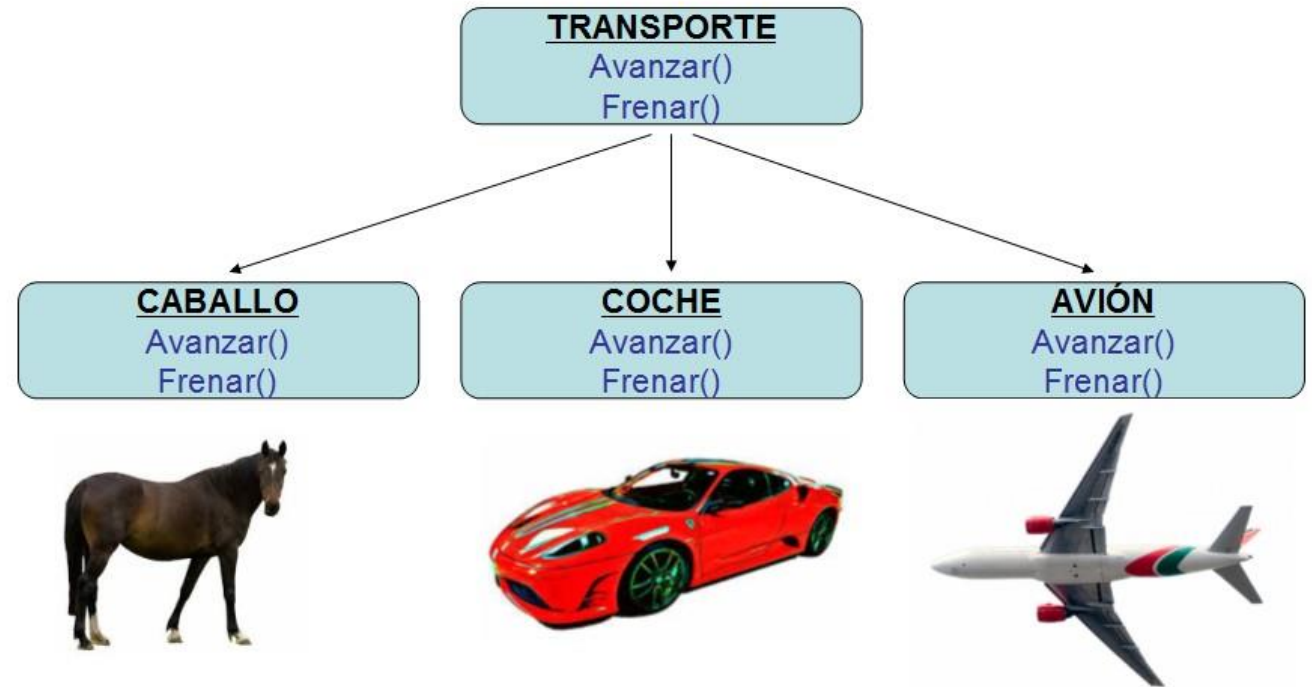 TRANSPORTE
Avanzar()
Frenar()
CABALLO
Avanzar()
Frenar()
COCHE
Avanzar()
Frenar()
AVIÓN
Avanzar()
Frenar()